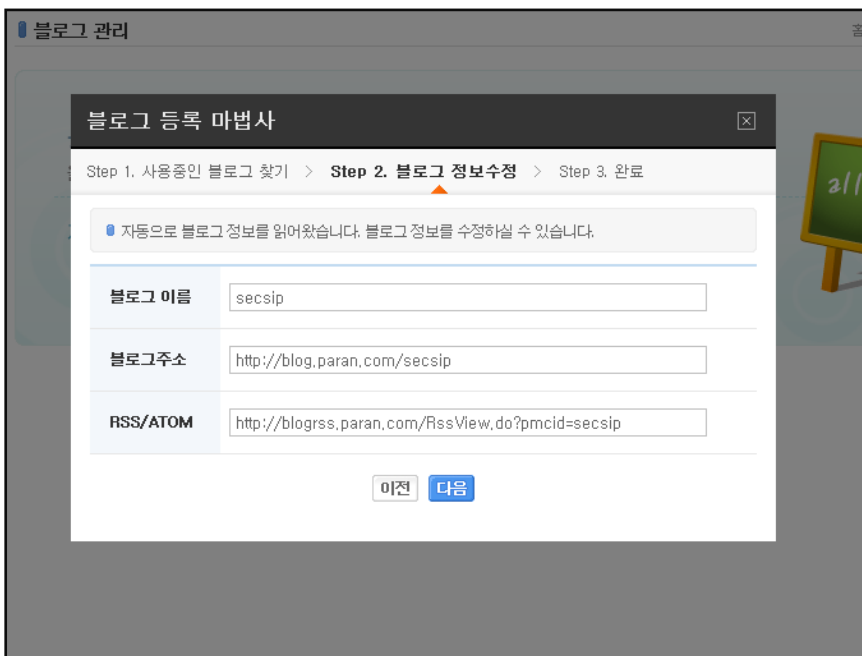 블로그 관리
홈
블로그 등록 마법사
Step 1. 사용중인 블로그 찾기 > Step 2. 블로그 정보수정 > Step 3. 완료
자동으로 블로그 정보를 읽어왔습니다. 블로그 정보를 수정하실 수 있습니다.
블로그 이름 secsip
블로그주소 http://blog.paran.com/secsip
RSS/ATOM http://blogrss.paran.com/RssView.do?pmcid=secsip
이전 다음
all